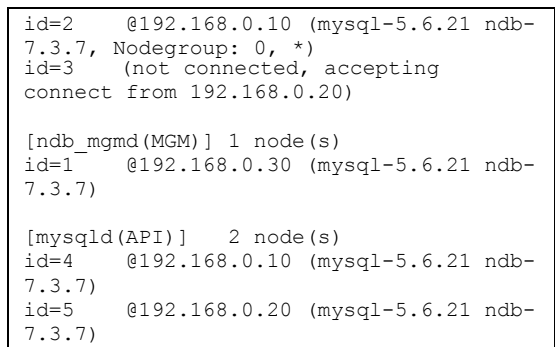 id=2     @192.168.0.10 (mysql-5.6.21 ndb-
7.3.7, Nodegroup: 0, *)
id=3    (not connected, accepting
connect from 192.168.0.20)
[ndb_mgmd(MGM)] 1 node(s)
id=1     @192.168.0.30 (mysql-5.6.21 ndb-
7.3.7)
[mysqld(API)]   2 node(s)
id=4     @192.168.0.10 (mysql-5.6.21 ndb-
7.3.7)
id=5     @192.168.0.20 (mysql-5.6.21 ndb-
7.3.7)